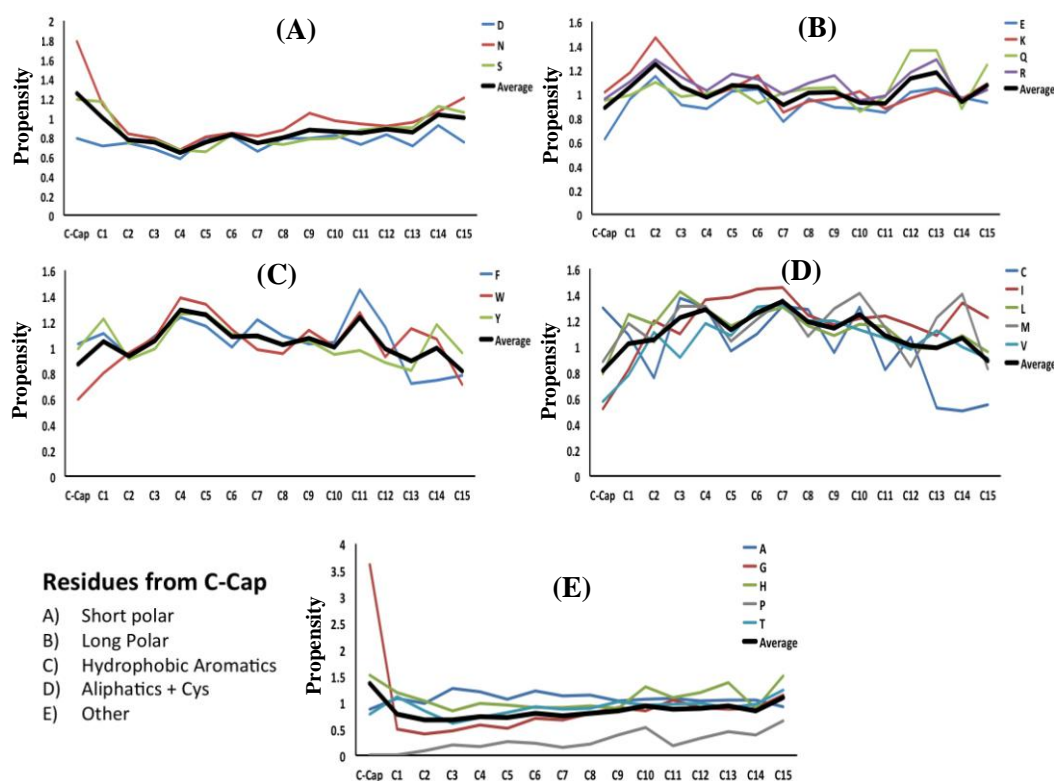 (A)
Propensity
2
1.8
1.6
1.4
1.2
1
0.8
0.6
0.4
0.2
0
C-Cap C1 C2 C3 C4 C5 C6 C7 C8 C9 C10 C11 C12 C13 C14 C15
D
N
S
Average
(B)
Propensity
1.6
1.4
1.2
1
0.8
0.6
0.4
0.2
0
C-Cap C1 C2 C3 C4 C5 C6 C7 C8 C9 C10 C11 C12 C13 C14 C15
E
K
Q
R
Average
(C)
Propensity
1.6
1.4
1.2
1
0.8
0.6
0.4
0.2
0
C-Cap C1 C2 C3 C4 C5 C6 C7 C8 C9 C10 C11 C12 C13 C14 C15
F
W
Y
Average
(D)
Propensity
1.6
1.4
1.2
1
0.8
0.6
0.4
0.2
0
C-Cap C1 C2 C3 C4 C5 C6 C7 C8 C9 C10 C11 C12 C13 C14 C15
C
I
L
M
V
Average
Residues from C-Cap
A) Short polar
B) Long Polar
C) Hydrophobic Aromatics
D) Aliphatics + Cys
E) Other
(E)
Propensity
4
3.5
3
2.5
2
1.5
1
0.5
0
C-Cap C1 C2 C3 C4 C5 C6 C7 C8 C9 C10 C11 C12 C13 C14 C15
A
G
H
P
T
Average